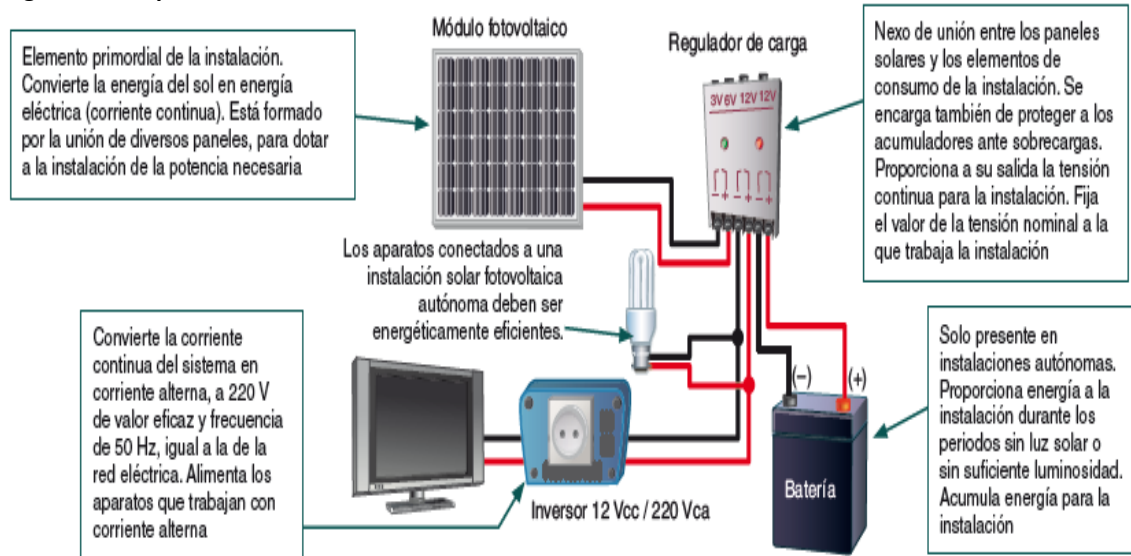 Elemento primordial de la instalación.
Convierte la energía del sol en energía
eléctrica (corriente continua). Está formado
por la unión de diversos paneles, para dotar
a la instalación de la potencia necesaria
Módulo fotovoltaico
Regulador de carga
3V 6V 12V 12V
- + - + - +
Nexo de unión entre los paneles
solares y los elementos de
consumo de la instalación. Se
encarga también de proteger a los
acumuladores ante sobrecargas.
Proporciona a su salida la tensión
continua para la instalación. Fija
el valor de la tensión nominal a la
que trabaja la instalación
Los aparatos conectados a una
instalación solar fotovoltaica
autónoma deben ser
energéticamente eficientes.
Convierte la corriente
continua del sistema en
corriente alterna, a 220 V
de valor eficaz y frecuencia
de 50 Hz, igual a la de la
red eléctrica. Alimenta los
aparatos que trabajan con
corriente alterna
Inversor 12 Vcc / 220 Vca
(–) (+)
Batería
Solo presente en
instalaciones autónomas.
Proporciona energía a la
instalación durante los
periodos sin luz solar o
sin suficiente luminosidad.
Acumula energía para la
instalación